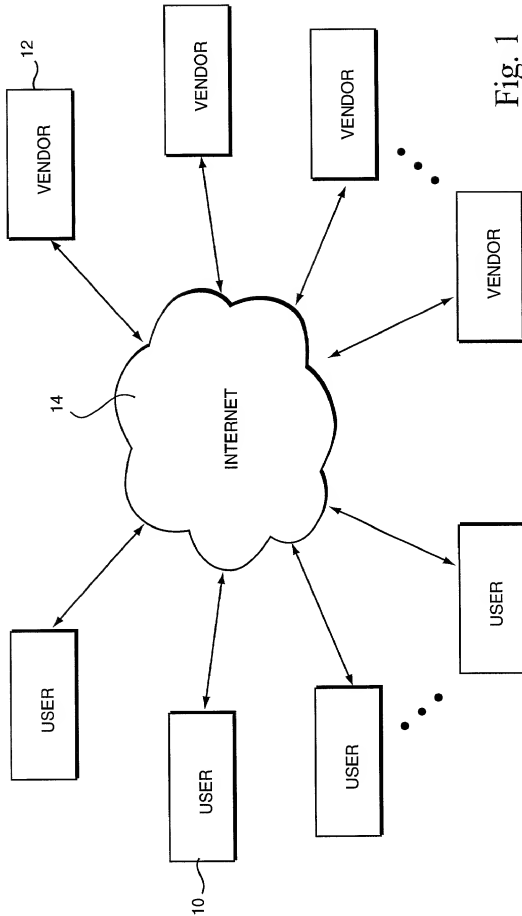 USER
VENDOR
12
14
10
USER
INTERNET
VENDOR
USER
VENDOR
USER
VENDOR
Fig. 1